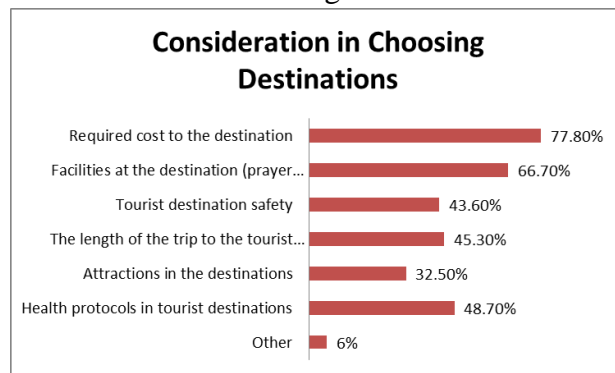 Consideration in Choosing
Destinations
Required cost to the destination 77.80%
Facilities at the destination (prayer... 66.70%
Tourist destination safety 43.60%
The length of the trip to the tourist... 45.30%
Attractions in the destinations 32.50%
Health protocols in tourist destinations 48.70%
Other 6%